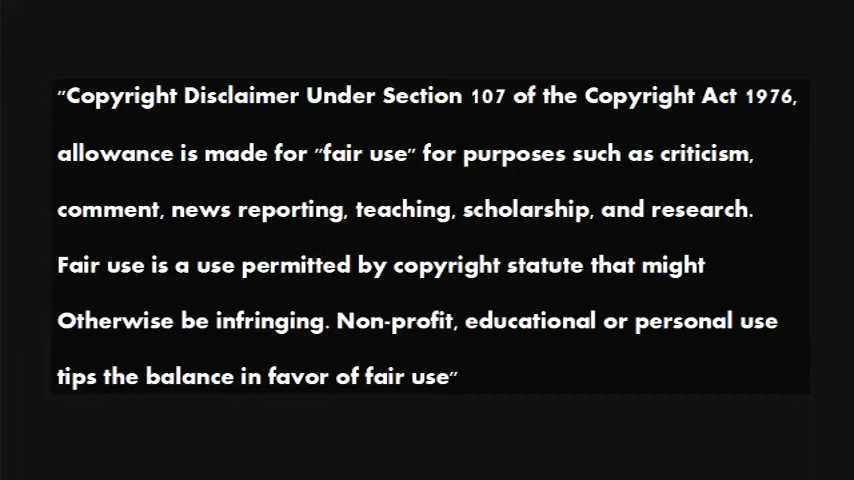 "Copyright Disclaimer Under Section 107 of the Copyright Act 1976,
allowance is made for "fair use" for purposes such as criticism,
comment, news reporting, teaching, scholarship, and research.
Fair use is a use permitted by copyright statute that might
Otherwise be infringing. Non-profit, educational or personal use
tips the balance in favor of fair use"